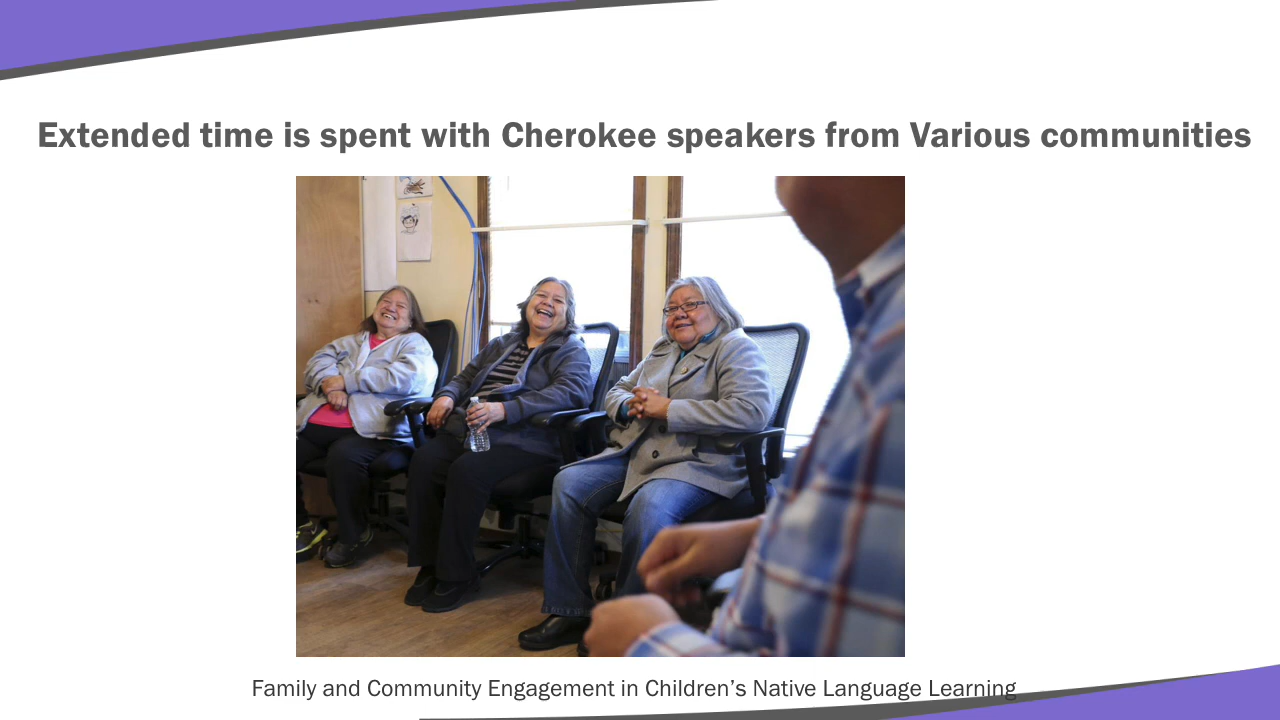 Extended time is spent with Cherokee speakers from Various communities
Family and Community Engagement in Children’s Native Language Learning